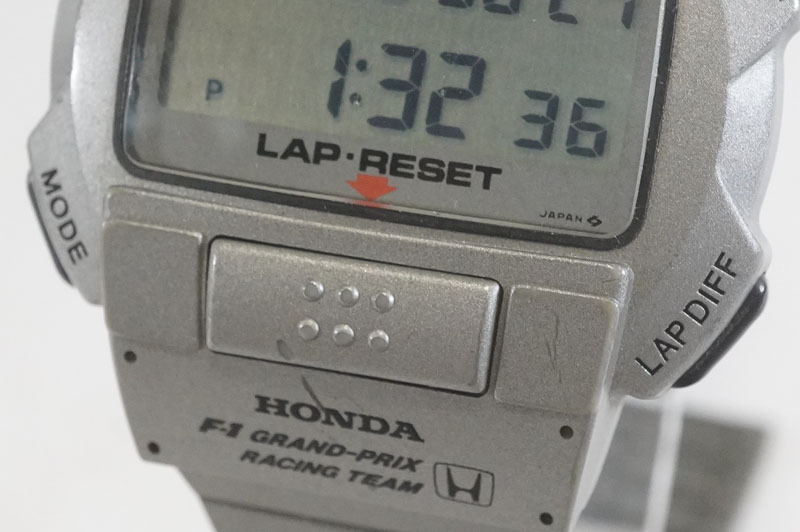 P 1:32 36
LAP·RESET
JAPAN
MODE
LAP DIFF
HONDA
F-1 GRAND-PRIX
RACING TEAM